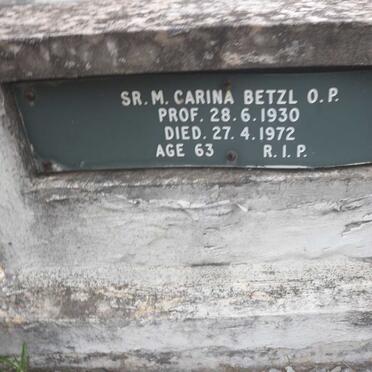 SR. M. CARINA BETZL O.P.
PROF. 28.6.1930
DIED. 27.4.1972
AGE 63 R.I.P.